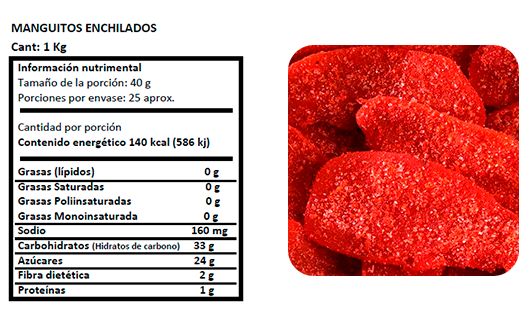 MANGUITOS ENCHILADOS
Cant: 1 Kg
Información nutrimental
Tamaño de la porción: 40 g
Porciones por envase: 25 aprox.
Cantidad por porción
Contenido energético 140 kcal (586 kj)
Grasas (lípidos) 0 g
Grasas Saturadas 0 g
Grasas Poliinsaturadas 0 g
Grasas Monoinsaturada 0 g
Sodio 160 mg
Carbohidratos (Hidratos de carbono) 33 g
Azúcares 24 g
Fibra dietética 2 g
Proteínas 1 g